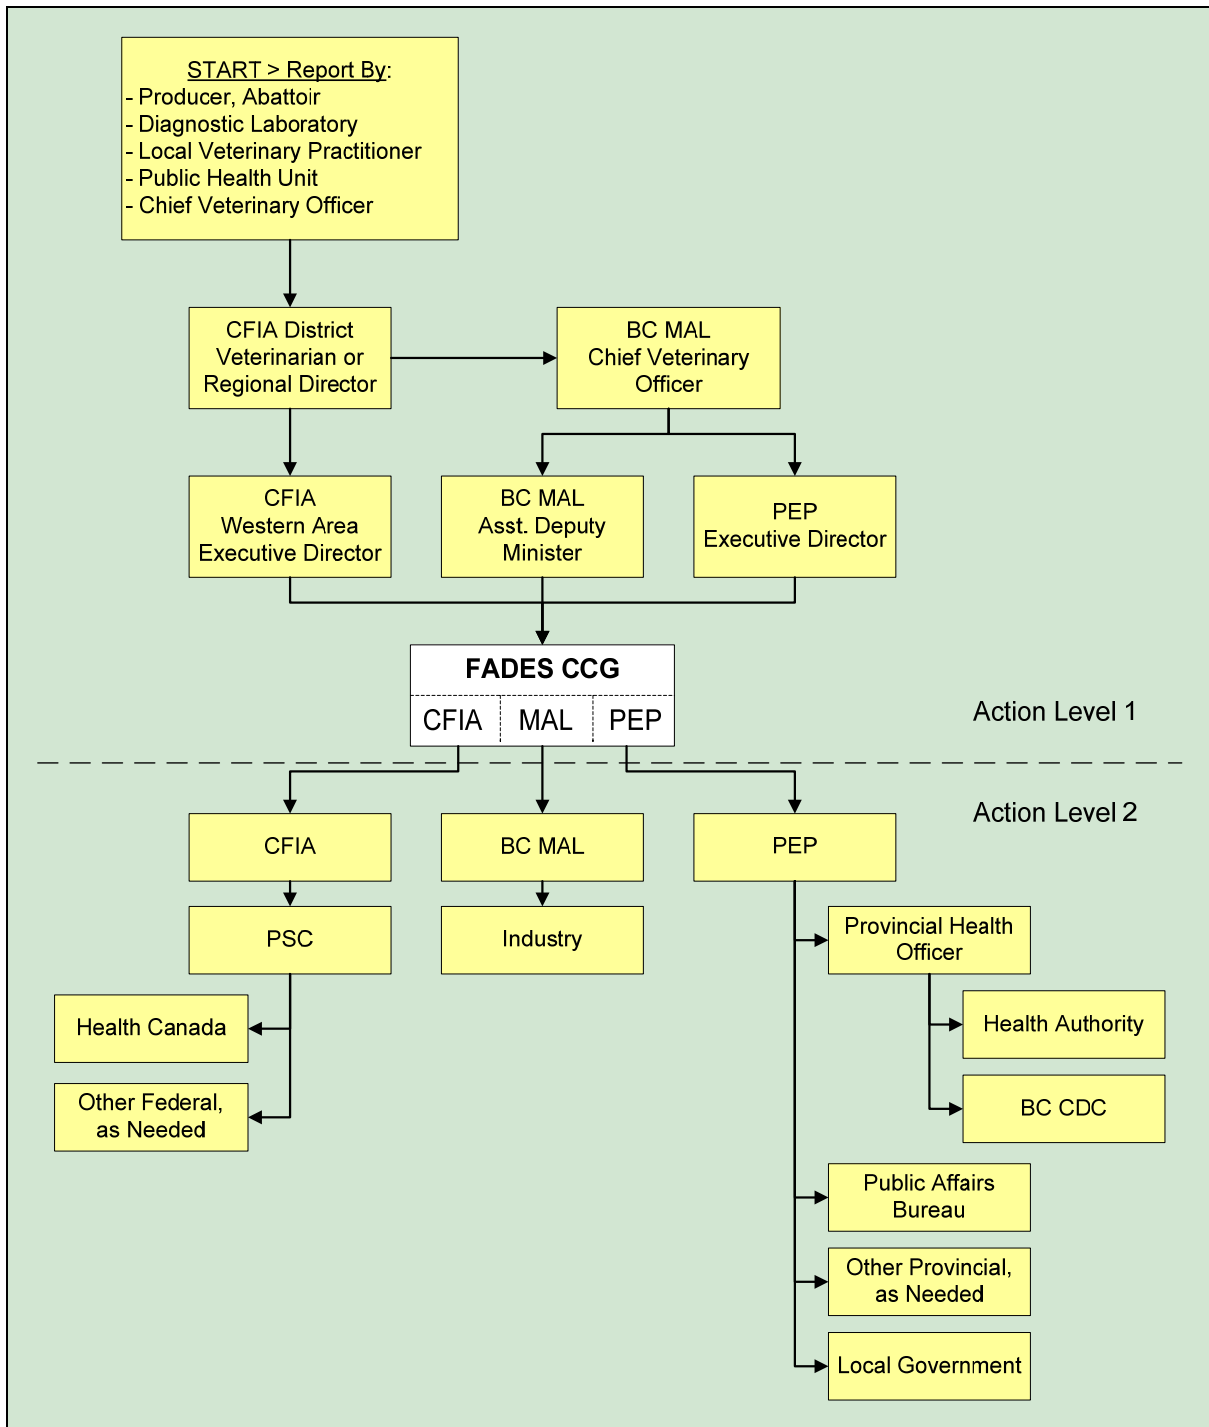 START > Report By:
- Producer, Abattoir
- Diagnostic Laboratory
- Local Veterinary Practitioner
- Public Health Unit
- Chief Veterinary Officer
CFIA District
Veterinarian or
Regional Director
BC MAL
Chief Veterinary
Officer
CFIA
Western Area
Executive Director
BC MAL
Asst. Deputy
Minister
PEP
Executive Director
FADES CCG
CFIA
MAL
PEP
Action Level 1
Action Level 2
CFIA
BC MAL
PEP
PSC
Industry
Provincial Health
Officer
Health Canada
Health Authority
Other Federal,
as Needed
BC CDC
Public Affairs
Bureau
Other Provincial,
as Needed
Local Government